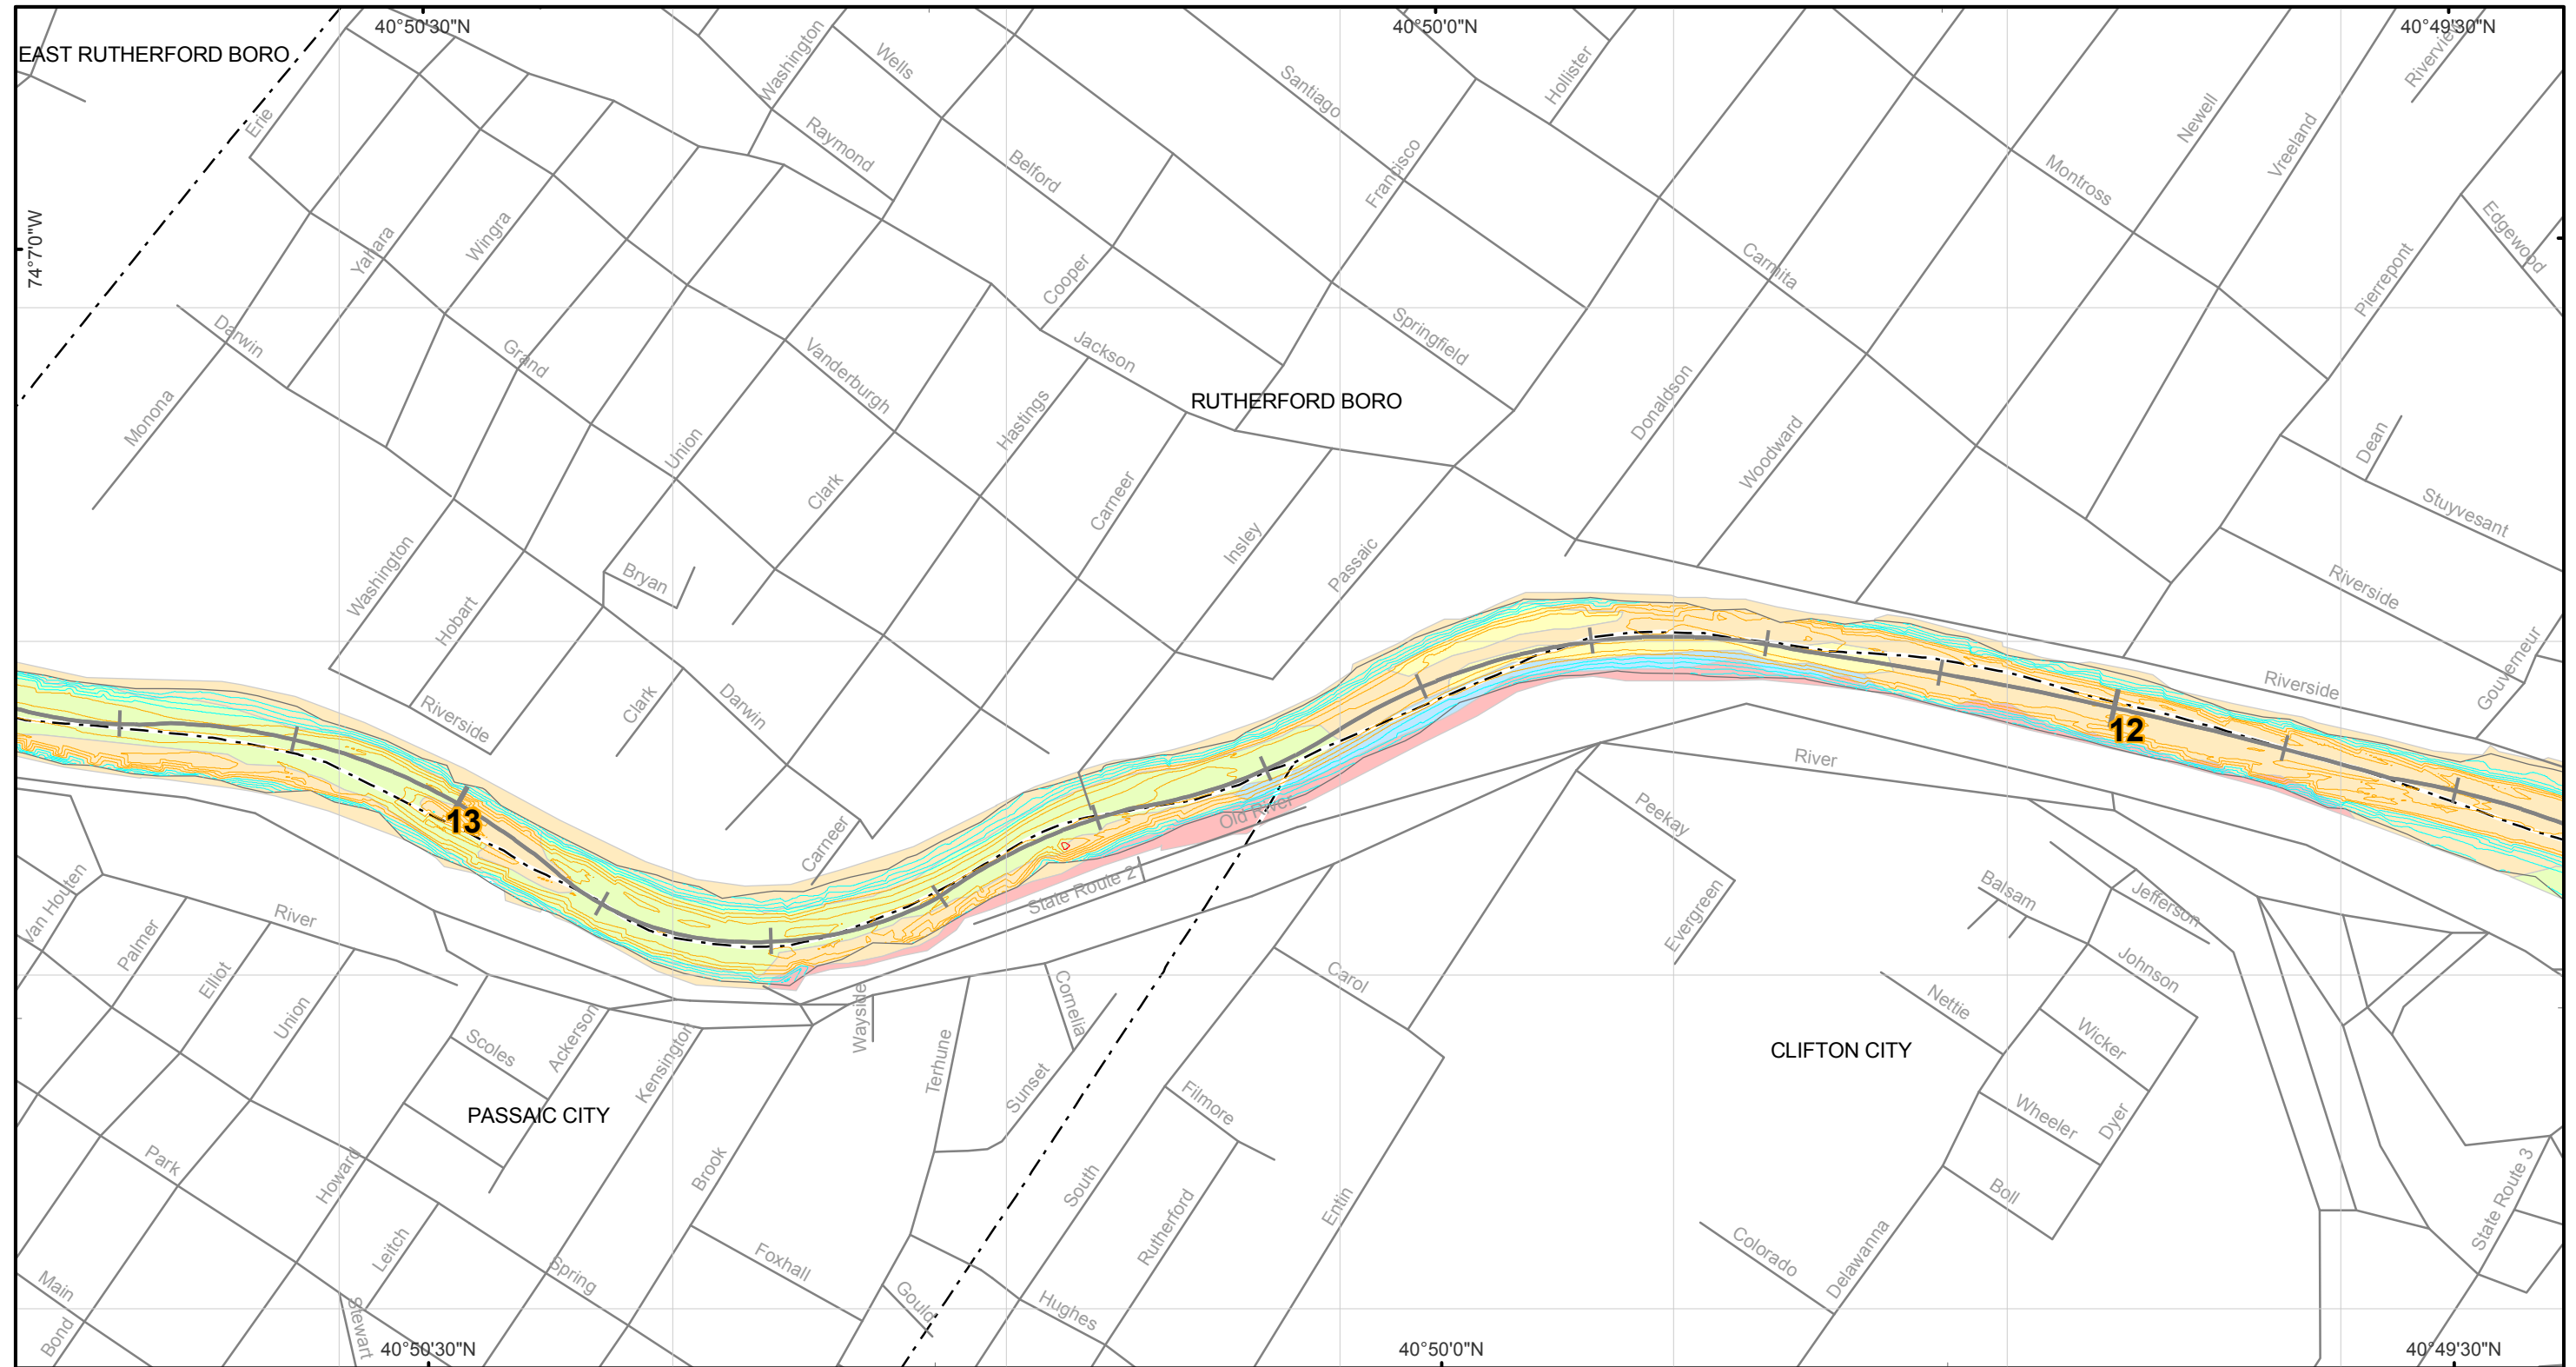 40°50'30"N
40°50'0"N
40°49'30"N
EAST RUTHERFORD BORO
Washington
Wells
Santiago
Hollister
Riverview
Erie
Raymond
Belford
Francisco
Newell
Vreeland
Montross
74°7'0"W
Yahara
Wingra
Cooper
Carmita
Edgewood
Pierrepont
Darwin
Grand
Vanderburgh
Jackson
Springfield
Monona
Union
Hastings
RUTHERFORD BORO
Donaldson
Woodward
Dean
Clark
Carneer
Stuyvesant
Insley
Passaic
Washington
Bryan
Hobart
Riverside
Riverside
Gouverneur
Clark
Darwin
Riverside
12
13
River
Old River
Peekay
Carneer
State Route 2
Evergreen
Balsam
Jefferson
Van Houten
Palmer
River
Elliot
Union
Johnson
Carol
Nettie
Cornelia
Wayside
Scoles
Ackerson
Kensington
Terhune
Sunset
Wicker
CLIFTON CITY
PASSAIC CITY
Filmore
Wheeler
Dyer
Park
Howard
Brook
South
Boll
State Route 3
Rutherford
Entin
Leitch
Foxhall
Colorado
Delawanna
Main
Spring
Gould
Hughes
Bond
Stewart
40°50'30"N
40°50'0"N
40°49'30"N